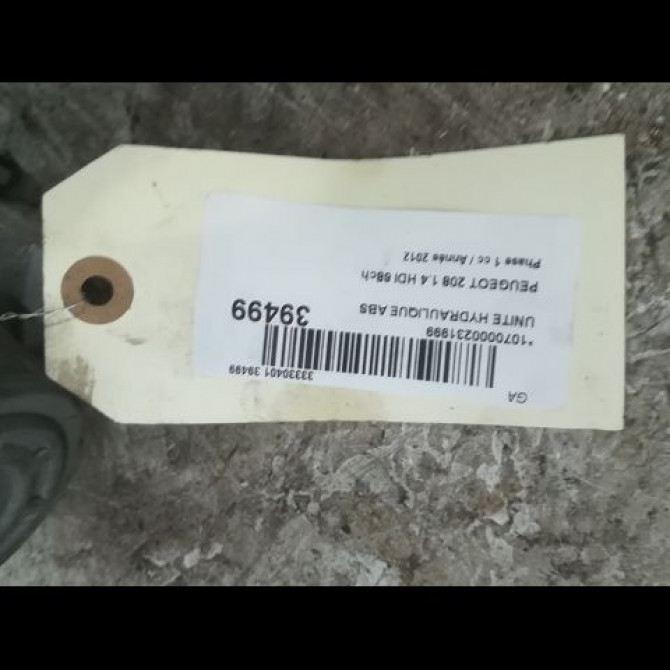 GA
33330401 39499
*1070000231999
39499
UNITE HYDRAULIQUE ABS
PEUGEOT 208 1.4 HDI 68ch
Phase 1 cc / Année 2012